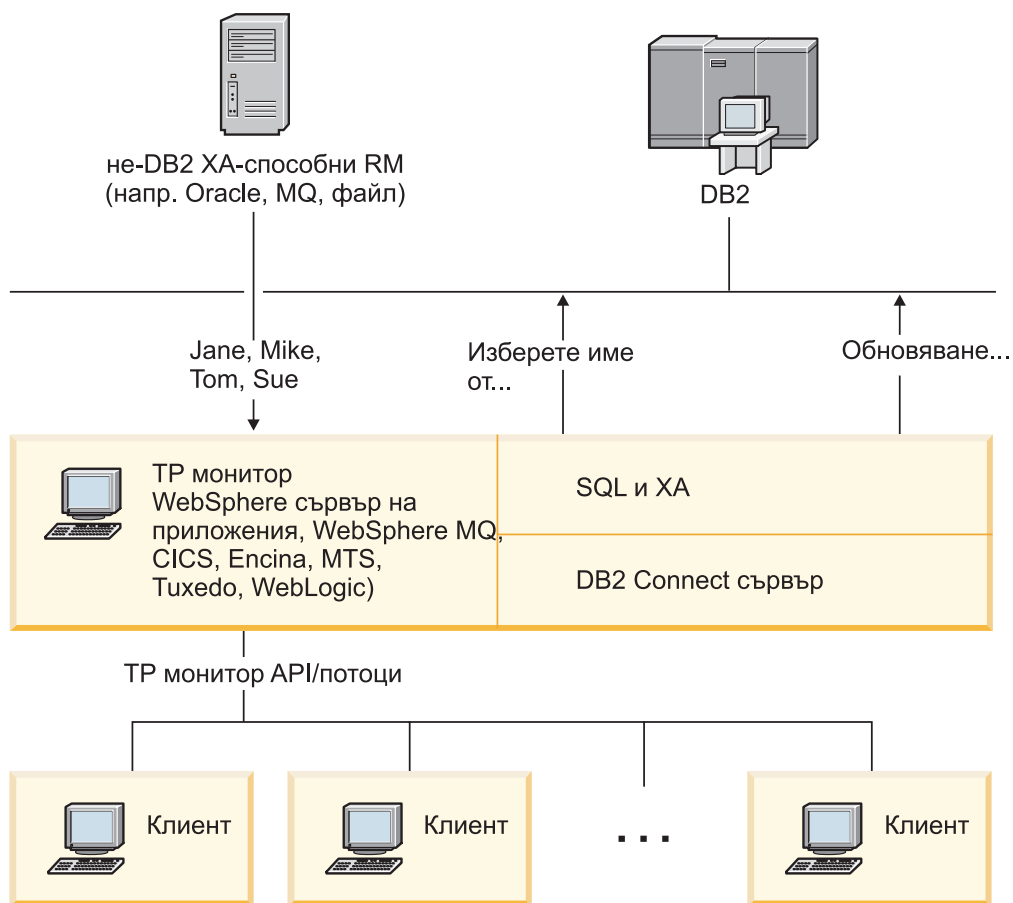 не-DB2 XA-способни RM
(напр. Oracle, MQ, файл)
DB2
Jane, Mike,
Tom, Sue
Изберете име
от...
Обновяване...
TP монитор
WebSphere сървър на
приложения, WebSphere MQ,
CICS, Encina, MTS,
Tuxedo, WebLogic)
SQL и XA
DB2 Connect сървър
TP монитор API/потоци
Клиент
Клиент
...
Клиент